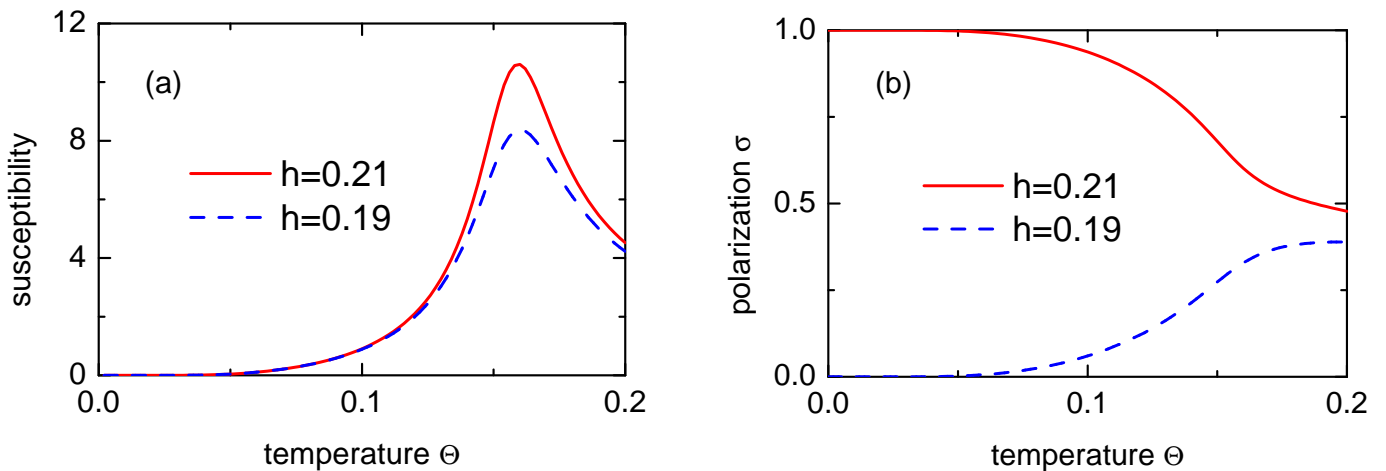 12
(a)
8
h=0.21
h=0.19
4
0
0.0 0.1 0.2
temperature Θ
susceptibility
1.0
(b)
0.5
h=0.21
h=0.19
0.0
0.0 0.1 0.2
temperature Θ
polarization σ